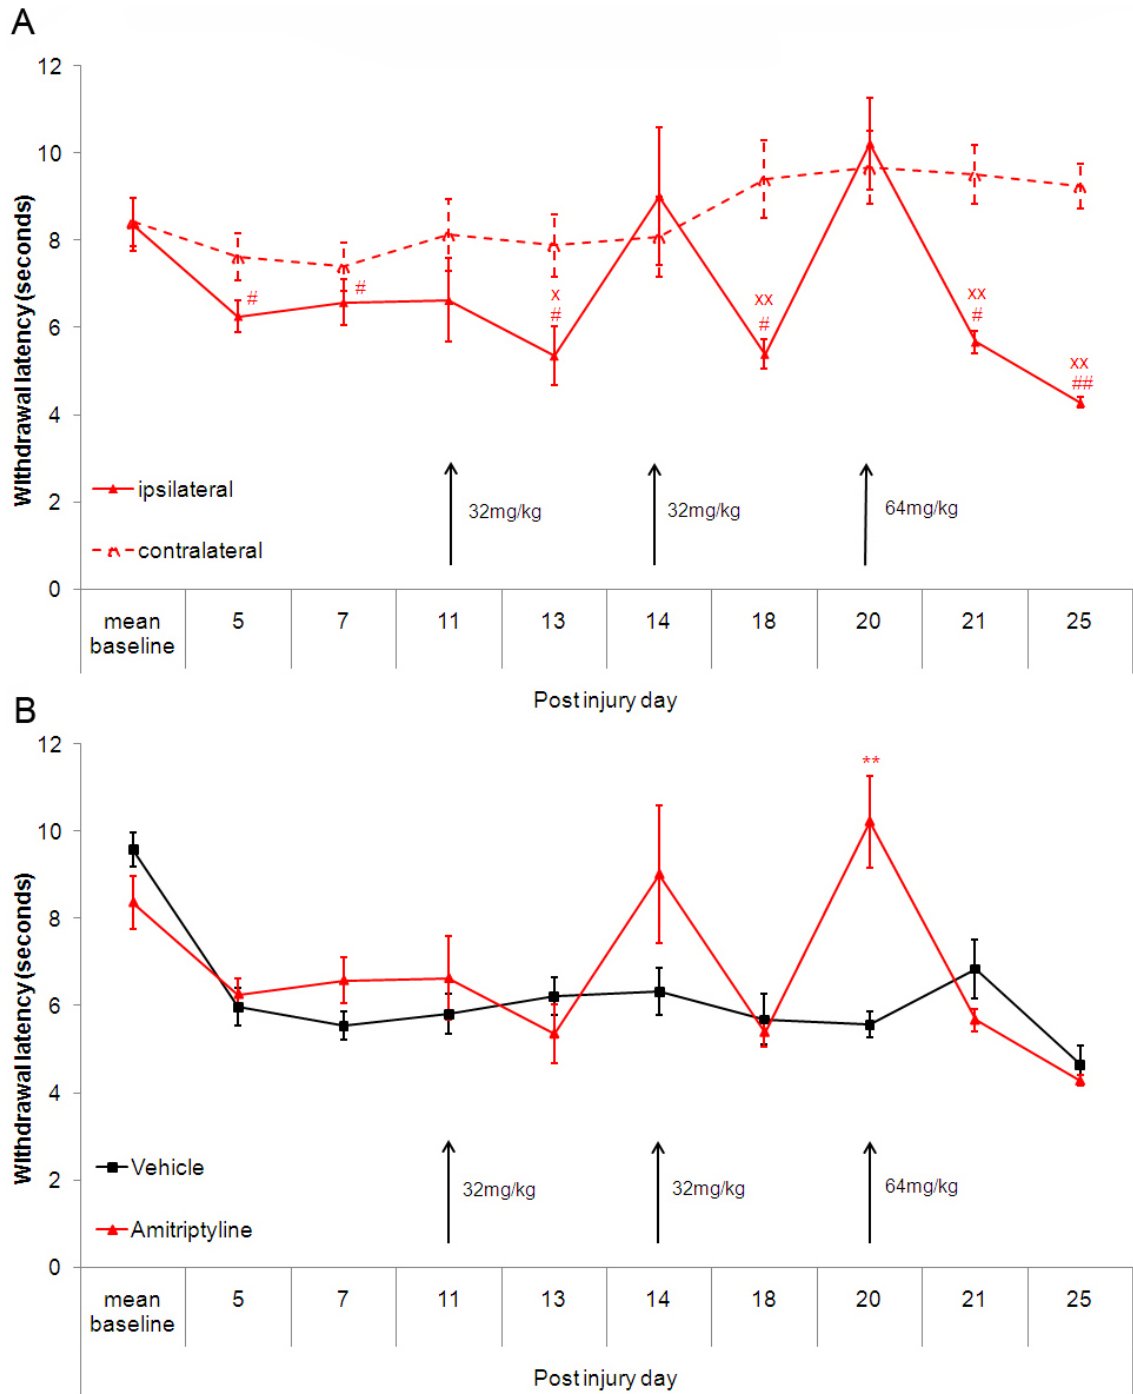 A
12
10
8
6
4
2
0
Withdrawal latency (seconds)
#
#
x
#
xx
#
xx
#
xx
##
ipsilateral
contralateral
32mg/kg
32mg/kg
64mg/kg
mean baseline 5 7 11 13 14 18 20 21 25
Post injury day
B
12
10
8
6
4
2
0
Withdrawal latency (seconds)
**
Vehicle
Amitriptyline
32mg/kg
32mg/kg
64mg/kg
mean baseline 5 7 11 13 14 18 20 21 25
Post injury day